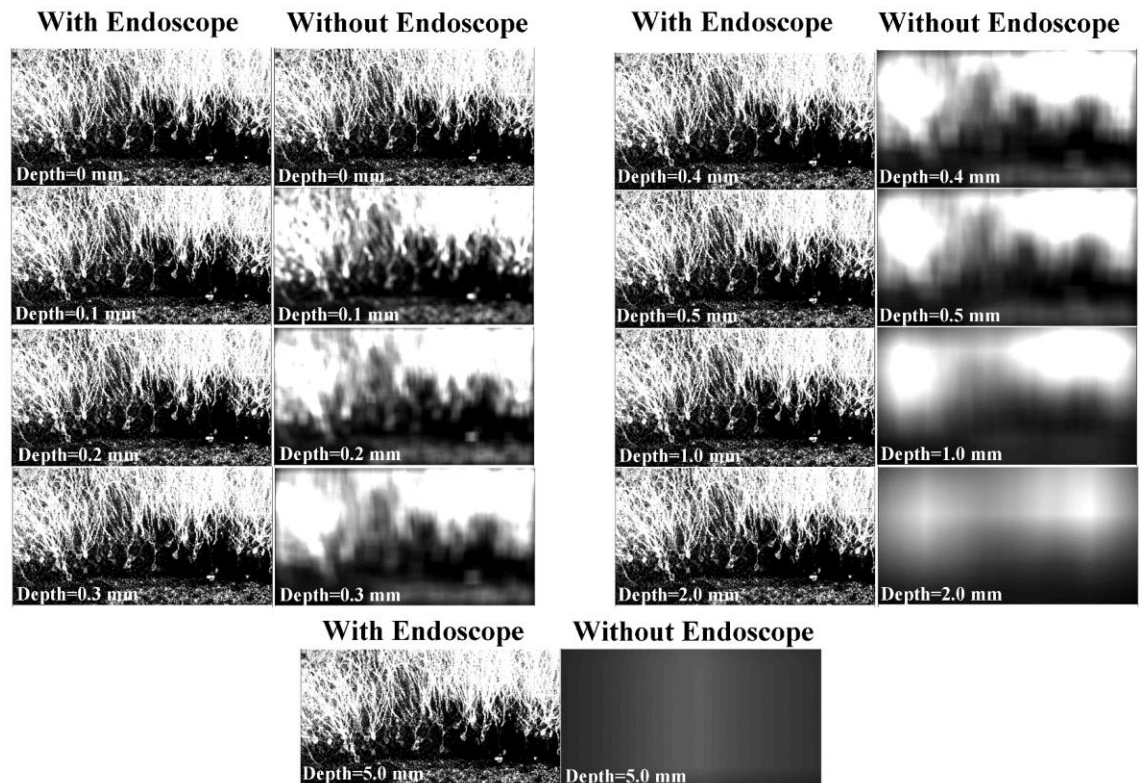 With Endoscope Without Endoscope
Depth=0 mm Depth=0 mm
Depth=0.1 mm Depth=0.1 mm
Depth=0.2 mm Depth=0.2 mm
Depth=0.3 mm Depth=0.3 mm
With Endoscope Without Endoscope
Depth=0.4 mm Depth=0.4 mm
Depth=0.5 mm Depth=0.5 mm
Depth=1.0 mm Depth=1.0 mm
Depth=2.0 mm Depth=2.0 mm
With Endoscope Without Endoscope
Depth=5.0 mm Depth=5.0 mm